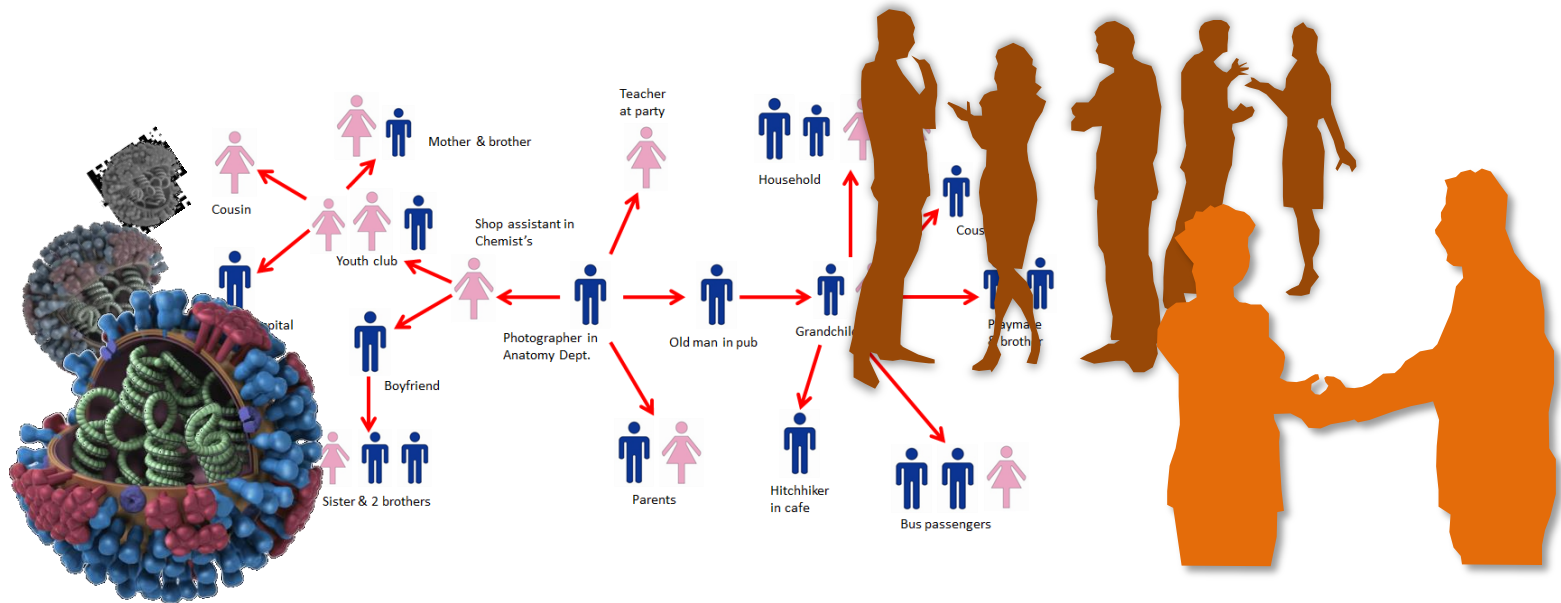 Teacher
at party
Mother & brother
Household
Cousin
Shop assistant in
Chemist's
Youth club
Photographer in
Anatomy Dept.
Old man in pub
Boyfriend
Sister & 2 brothers
Parents
Hitchhiker
in cafe
Bus passengers